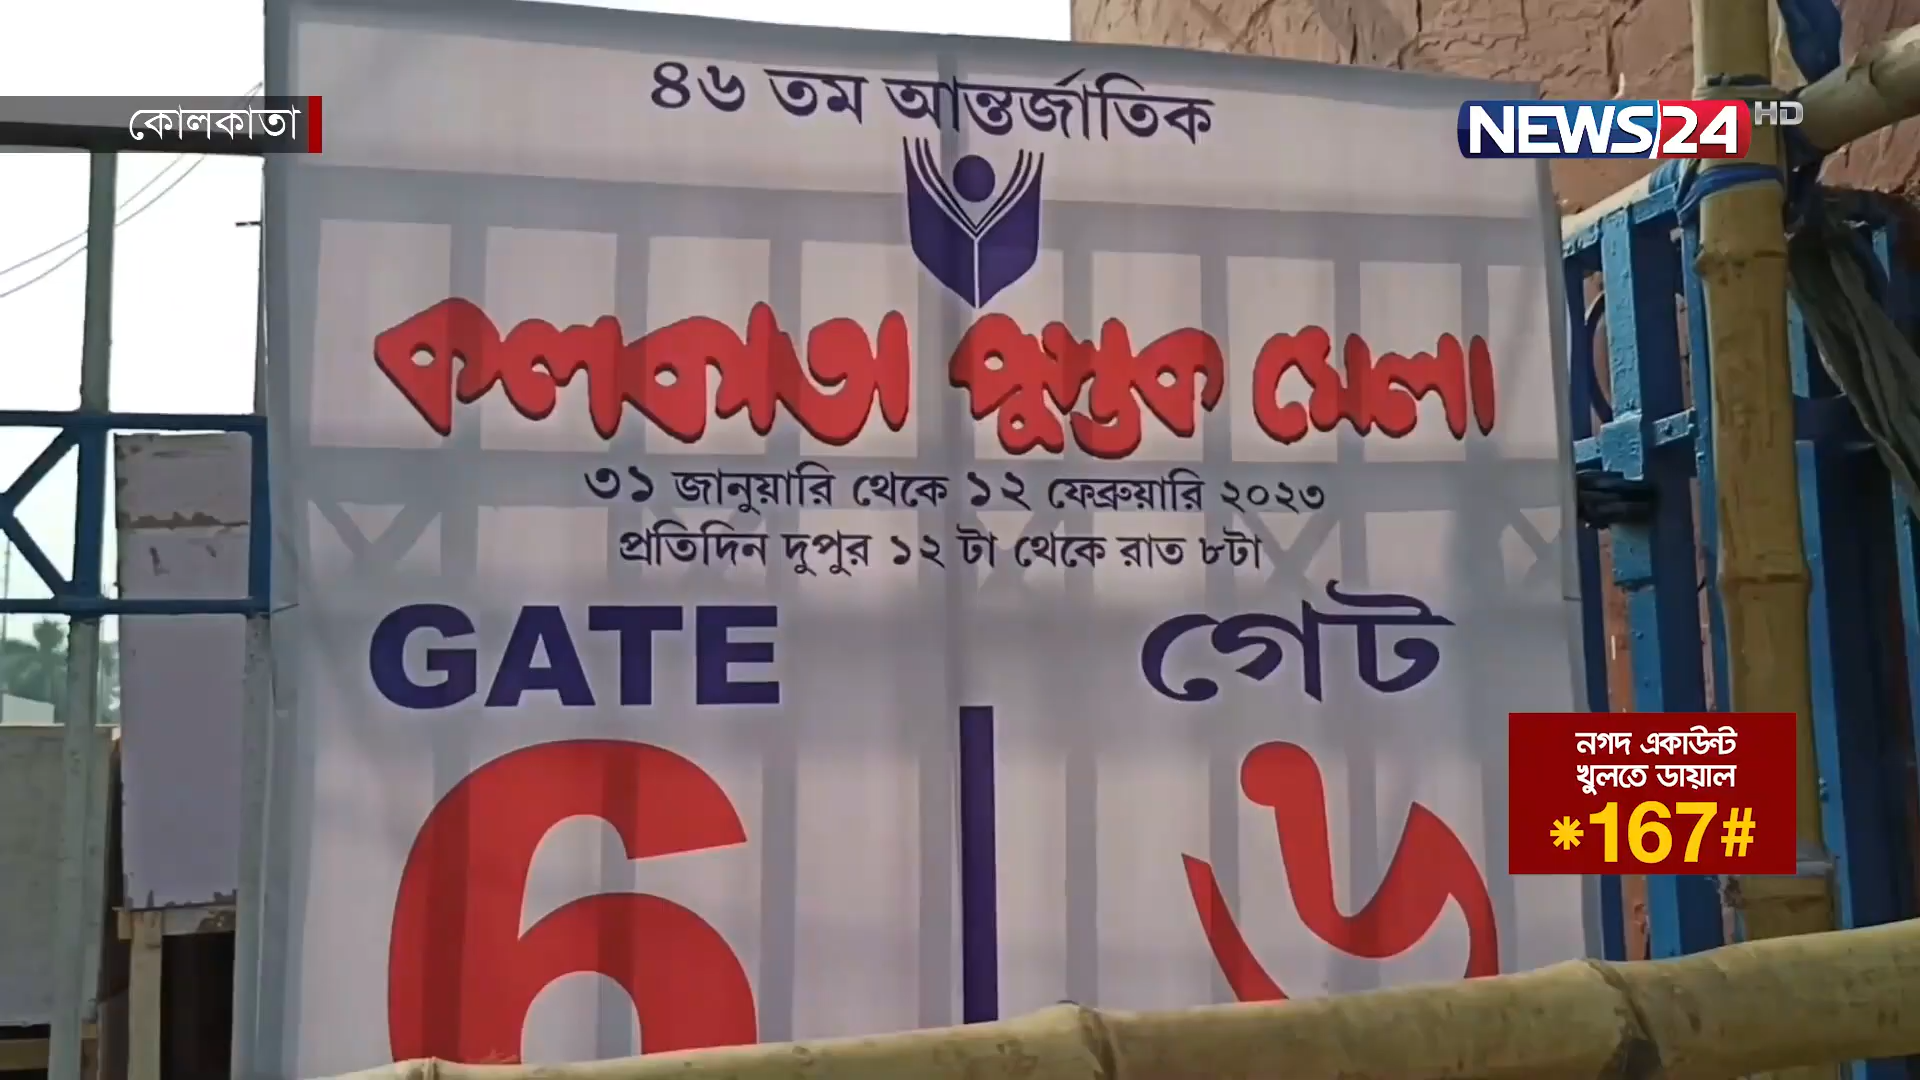 কোলকাতা
NEWS24 HD
৪৬ তম আন্তর্জাতিক
কলকাতা পুস্তক মেলা
৩১ জানুয়ারি থেকে ১২ ফেব্রুয়ারি ২০২৩
প্রতিদিন দুপুর ১২ টা থেকে রাত ৮টা
GATE গেট
6 ৬
নগদ একাউন্ট
খুলতে ডায়াল
*167#